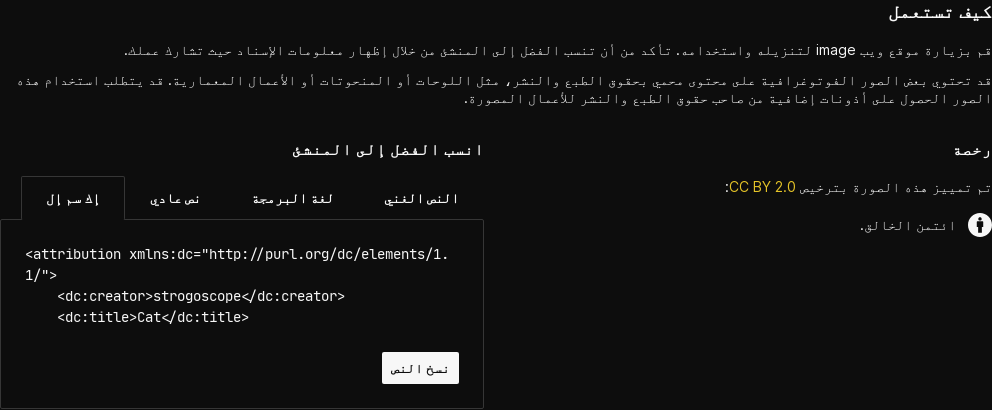 كيف تستعمل
قم بزيارة موقع ويب image لتنزيله واستخدامه. تأكد من أن تنسب الفضل إلى المنشئ من خلال إظهار معلومات الإسناد حيث تشارك عملك.
قد تحتوي بعض الصور الفوتوغرافية على محتوى محمي بحقوق الطبع والنشر، مثل اللوحات أو المنحوتات أو الأعمال المعمارية. قد يتطلب استخدام هذه
الصور الحصول على أذونات إضافية من صاحب حقوق الطبع والنشر للأعمال المصورة.
رخصة
تم تمييز هذه الصورة بترخيص CC BY 2.0:
ائتمن الخالق.
انسب الفضل إلى المنشئ
النص الغني
لغة البرمجة
نص عادي
إك سم إل
<attribution xmlns:dc="http://purl.org/dc/elements/1.
1/">
<dc:creator>strogoscope</dc:creator>
<dc:title>Cat</dc:title>
نسخ النص